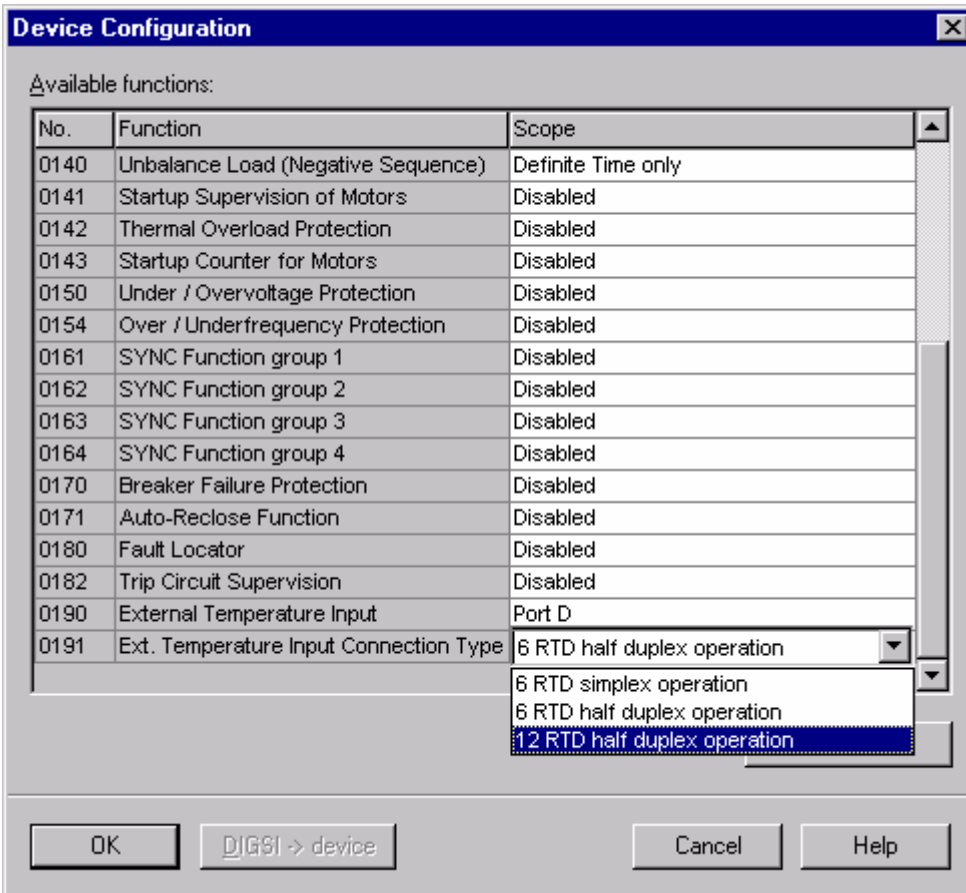 Device Configuration
Available functions:
No. Function Scope
0140 Unbalance Load (Negative Sequence) Definite Time only
0141 Startup Supervision of Motors Disabled
0142 Thermal Overload Protection Disabled
0143 Startup Counter for Motors Disabled
0150 Under / Overvoltage Protection Disabled
0154 Over / Underfrequency Protection Disabled
0161 SYNC Function group 1 Disabled
0162 SYNC Function group 2 Disabled
0163 SYNC Function group 3 Disabled
0164 SYNC Function group 4 Disabled
0170 Breaker Failure Protection Disabled
0171 Auto-Reclose Function Disabled
0180 Fault Locator Disabled
0182 Trip Circuit Supervision Disabled
0190 External Temperature Input Port D
0191 Ext. Temperature Input Connection Type 6 RTD half duplex operation
6 RTD simplex operation
6 RTD half duplex operation
12 RTD half duplex operation
OK DIGSI -> device Cancel Help